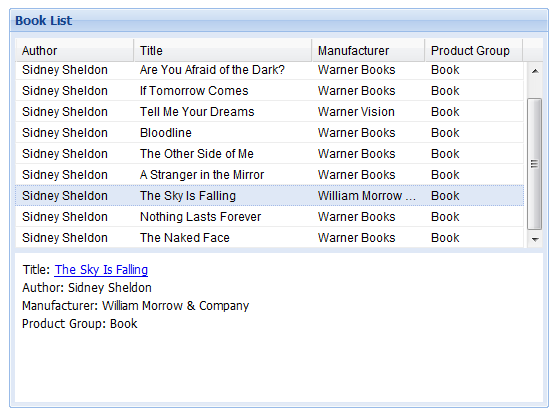 Book List
Author Title Manufacturer Product Group
Sidney Sheldon Are You Afraid of the Dark? Warner Books Book
Sidney Sheldon If Tomorrow Comes Warner Books Book
Sidney Sheldon Tell Me Your Dreams Warner Vision Book
Sidney Sheldon Bloodline Warner Books Book
Sidney Sheldon The Other Side of Me Warner Books Book
Sidney Sheldon A Stranger in the Mirror Warner Books Book
Sidney Sheldon The Sky Is Falling William Morrow ... Book
Sidney Sheldon Nothing Lasts Forever Warner Books Book
Sidney Sheldon The Naked Face Warner Books Book
Title: The Sky Is Falling
Author: Sidney Sheldon
Manufacturer: William Morrow & Company
Product Group: Book